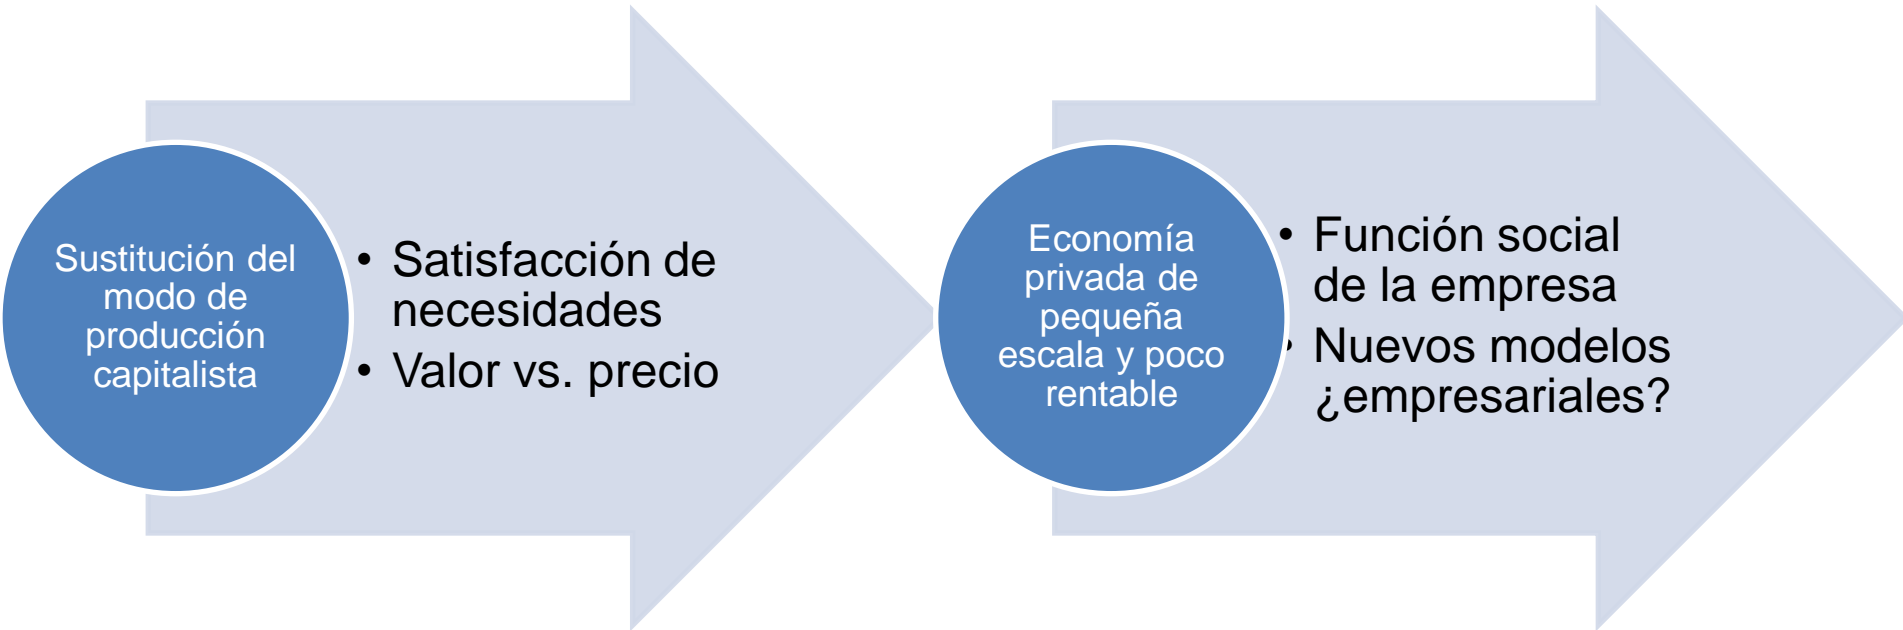 Sustitución del
modo de
producción
capitalista
• Satisfacción de
necesidades
• Valor vs. precio
Economía
privada de
pequeña
escala y poco
rentable
• Función social
de la empresa
• Nuevos modelos
¿empresariales?